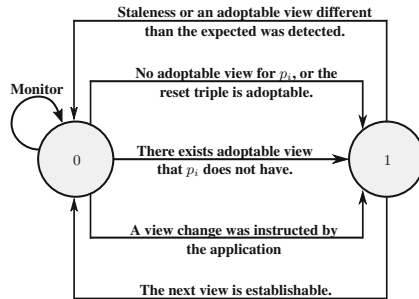 Staleness or an adoptable view different
than the expected was detected.
Monitor
No adoptable view for p_i, or the
reset triple is adoptable.
0
There exists adoptable view
that p_i does not have.
1
A view change was instructed by
the application
The next view is establishable.